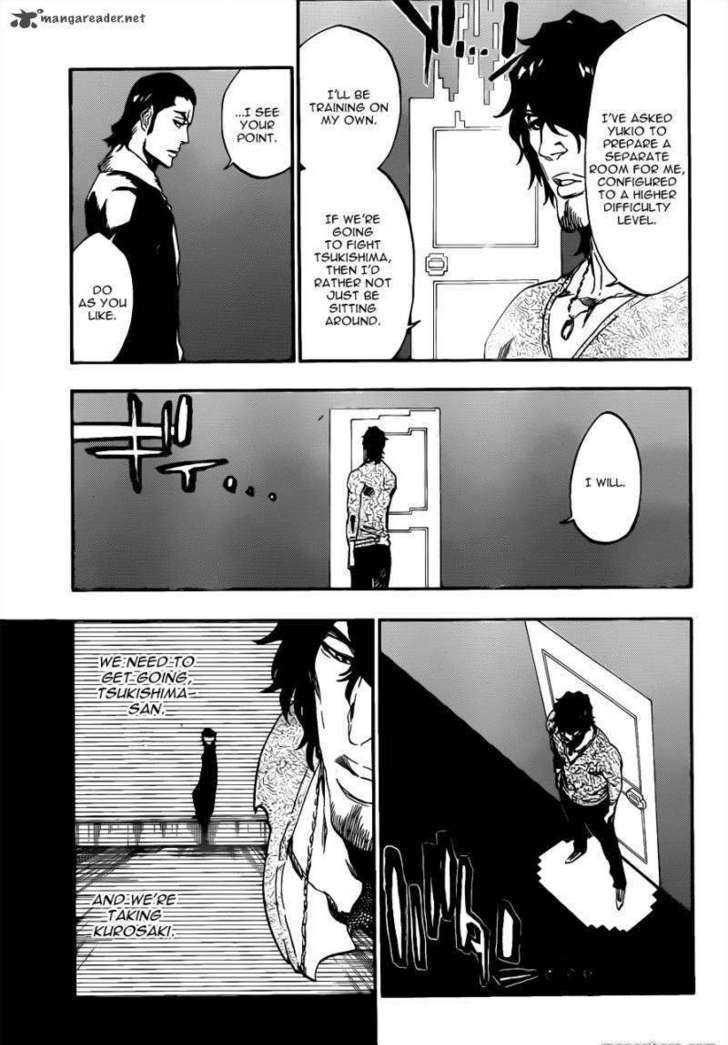 mangareader.net
I'VE ASKED
YUKIO TO
PREPARE A
SEPARATE
ROOM FOR ME,
CONFIGURED
TO A HIGHER
DIFFICULTY
LEVEL.
I'LL BE
TRAINING ON
MY OWN.
IF WE'RE
GOING
TO FIGHT
TSUKISHIMA,
THEN I'D
RATHER NOT
JUST BE
SITTING
AROUND.
...I SEE
YOUR
POINT.
DO
AS YOU
LIKE.
I WILL.
ギィ...
WE NEED TO
GET GOING,
TSUKISHIMA-
SAN.
AND WE'RE
TAKING
KUROSAKI.